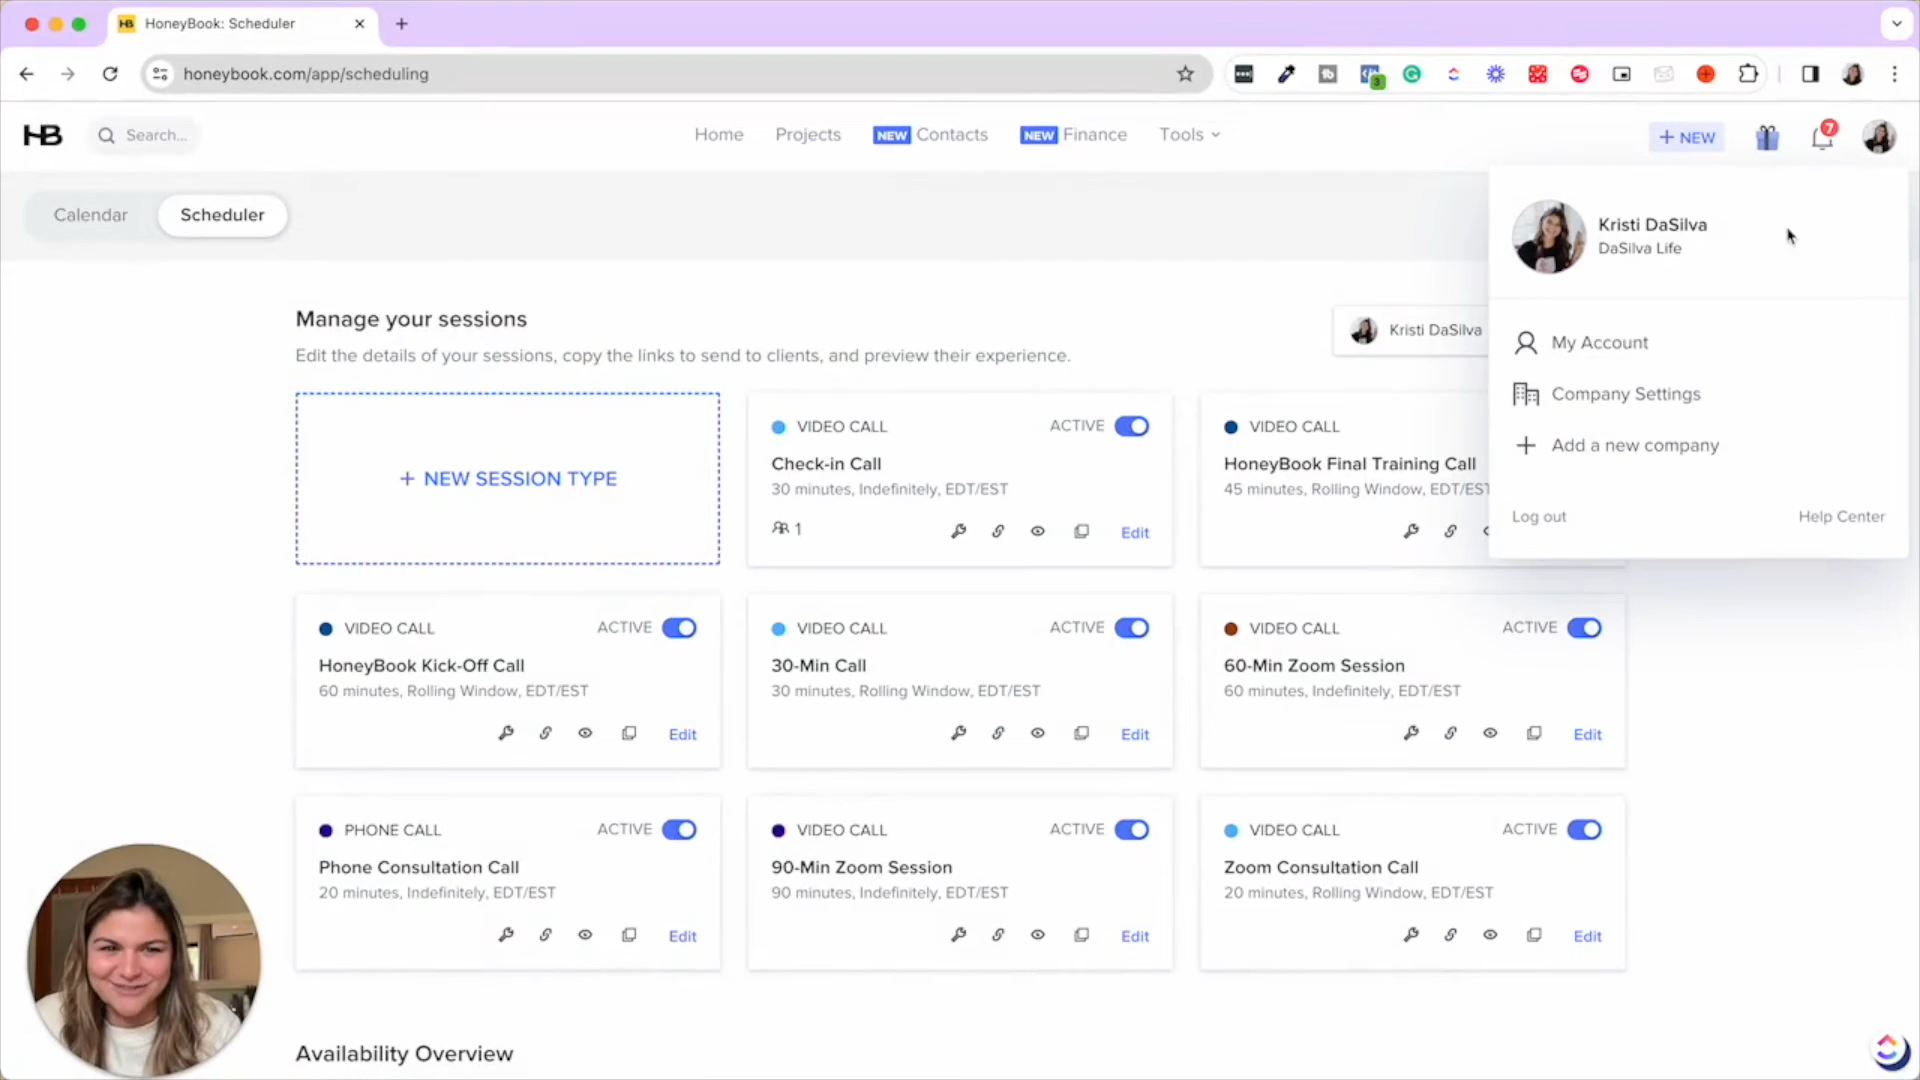 HB HoneyBook: Scheduler
honeybook.com/app/scheduling
3
HB
Search...
Home
Projects
NEW Contacts
NEW Finance
Tools
+ NEW
7
Calendar
Scheduler
Kristi DaSilva
DaSilva Life
My Account
Company Settings
+ Add a new company
Log out
Help Center
Manage your sessions
Edit the details of your sessions, copy the links to send to clients, and preview their experience.
Kristi DaSilva
+ NEW SESSION TYPE
VIDEO CALL ACTIVE
Check-in Call
30 minutes, Indefinitely, EDT/EST
1
Edit
VIDEO CALL
HoneyBook Final Training Call
45 minutes, Rolling Window, EDT/EST
VIDEO CALL ACTIVE
HoneyBook Kick-Off Call
60 minutes, Rolling Window, EDT/EST
Edit
VIDEO CALL ACTIVE
30-Min Call
30 minutes, Rolling Window, EDT/EST
Edit
VIDEO CALL ACTIVE
60-Min Zoom Session
60 minutes, Indefinitely, EDT/EST
Edit
PHONE CALL ACTIVE
Phone Consultation Call
20 minutes, Indefinitely, EDT/EST
Edit
VIDEO CALL ACTIVE
90-Min Zoom Session
90 minutes, Indefinitely, EDT/EST
Edit
VIDEO CALL ACTIVE
Zoom Consultation Call
20 minutes, Rolling Window, EDT/EST
Edit
Availability Overview